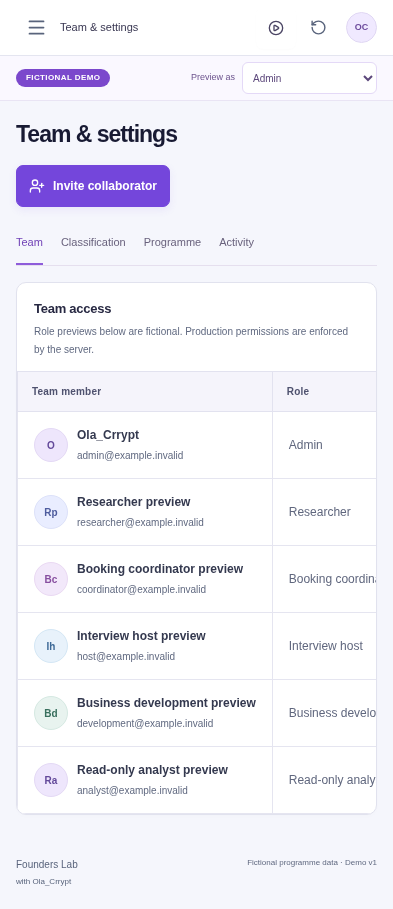 Team & settings
OC
FICTIONAL DEMO
Preview as
Admin
Team & settings
Invite collaborator
Team Classification Programme Activity
Team access
Role previews below are fictional. Production permissions are enforced
by the server.
Team member Role
O Ola_Crrypt Admin
admin@example.invalid
Rp Researcher preview Researcher
researcher@example.invalid
Bc Booking coordinator preview Booking coordin
coordinator@example.invalid
Ih Interview host preview Interview host
host@example.invalid
Bd Business development preview Business develo
development@example.invalid
Ra Read-only analyst preview Read-only analy
analyst@example.invalid
Founders Lab
with Ola_Crrypt
Fictional programme data · Demo v1